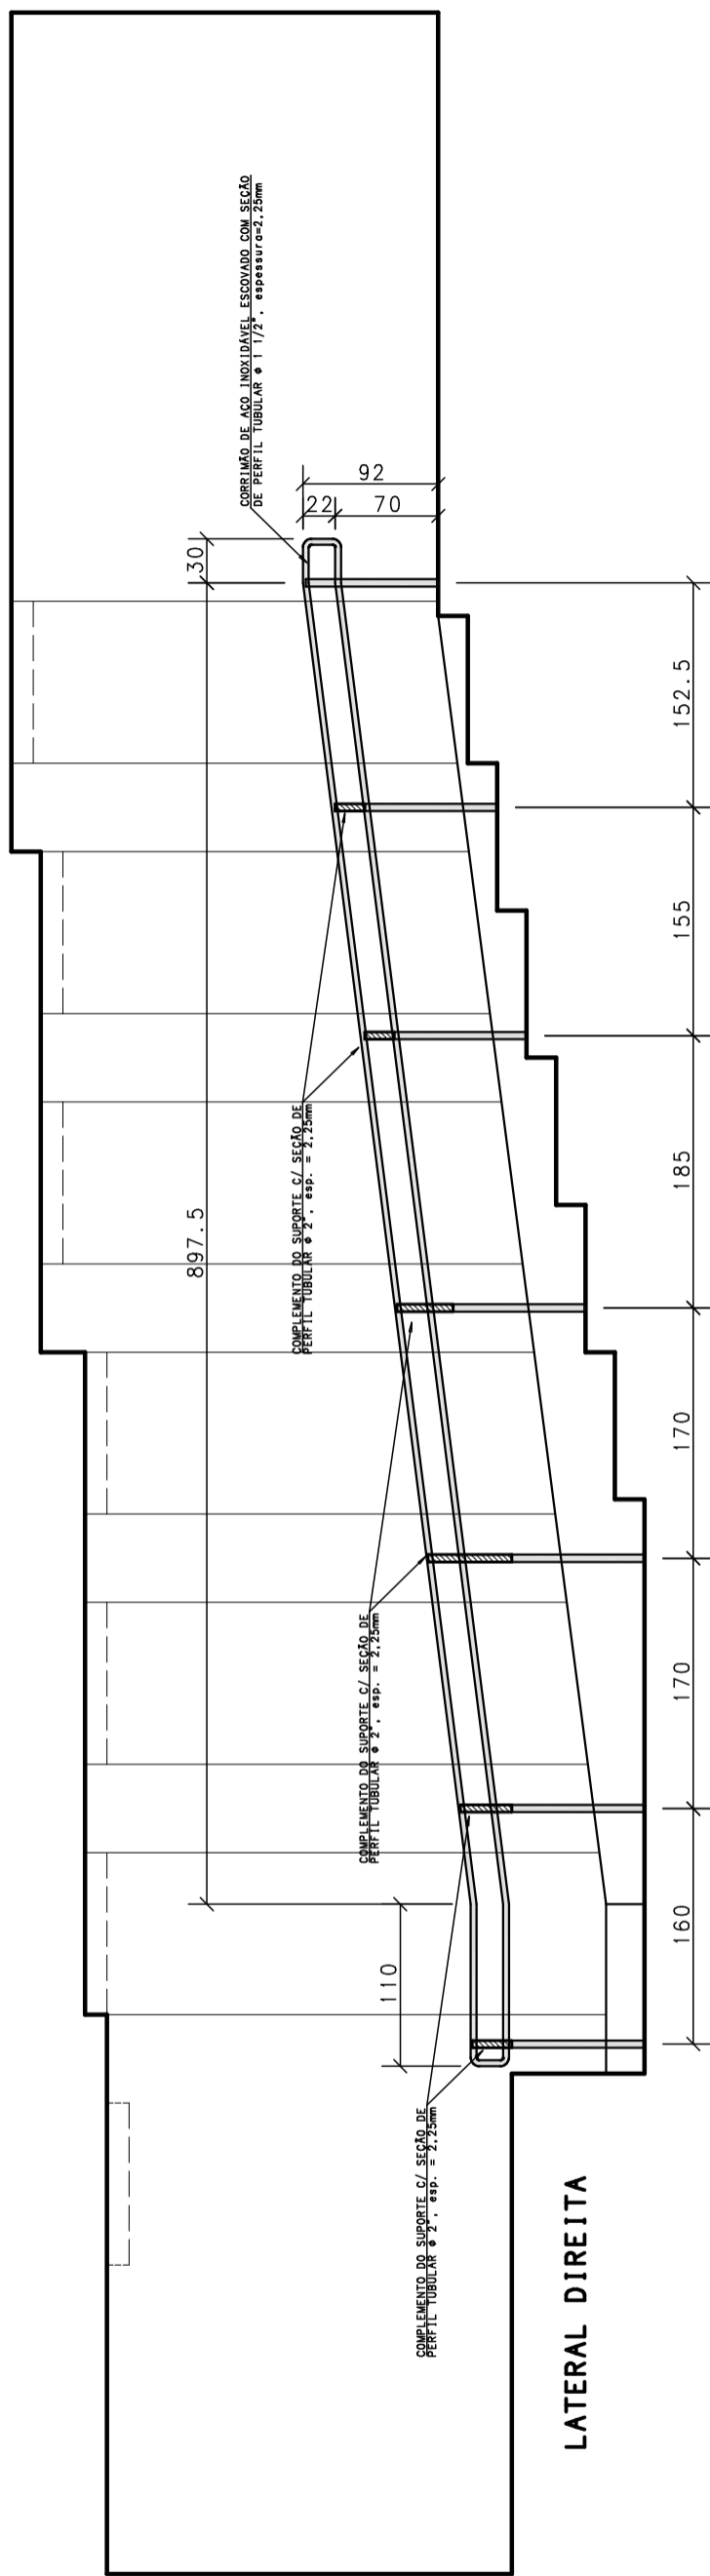 CORRIMÃO DE AÇO INOXIDÁVEL ESCOVADO COM SEÇÃO
DE PERFIL TUBULAR ø 1 1/2", espessura=2,25mm
92
22
70
30
152.5
155
897.5
185
COMPLEMENTO DO SUPORTE C/ SEÇÃO DE
PERFIL TUBULAR ø 2", esp. = 2,25mm
170
COMPLEMENTO DO SUPORTE C/ SEÇÃO DE
PERFIL TUBULAR ø 2", esp. = 2,25mm
170
160
110
COMPLEMENTO DO SUPORTE C/ SEÇÃO DE
PERFIL TUBULAR ø 2", esp. = 2,25mm
LATERAL DIREITA